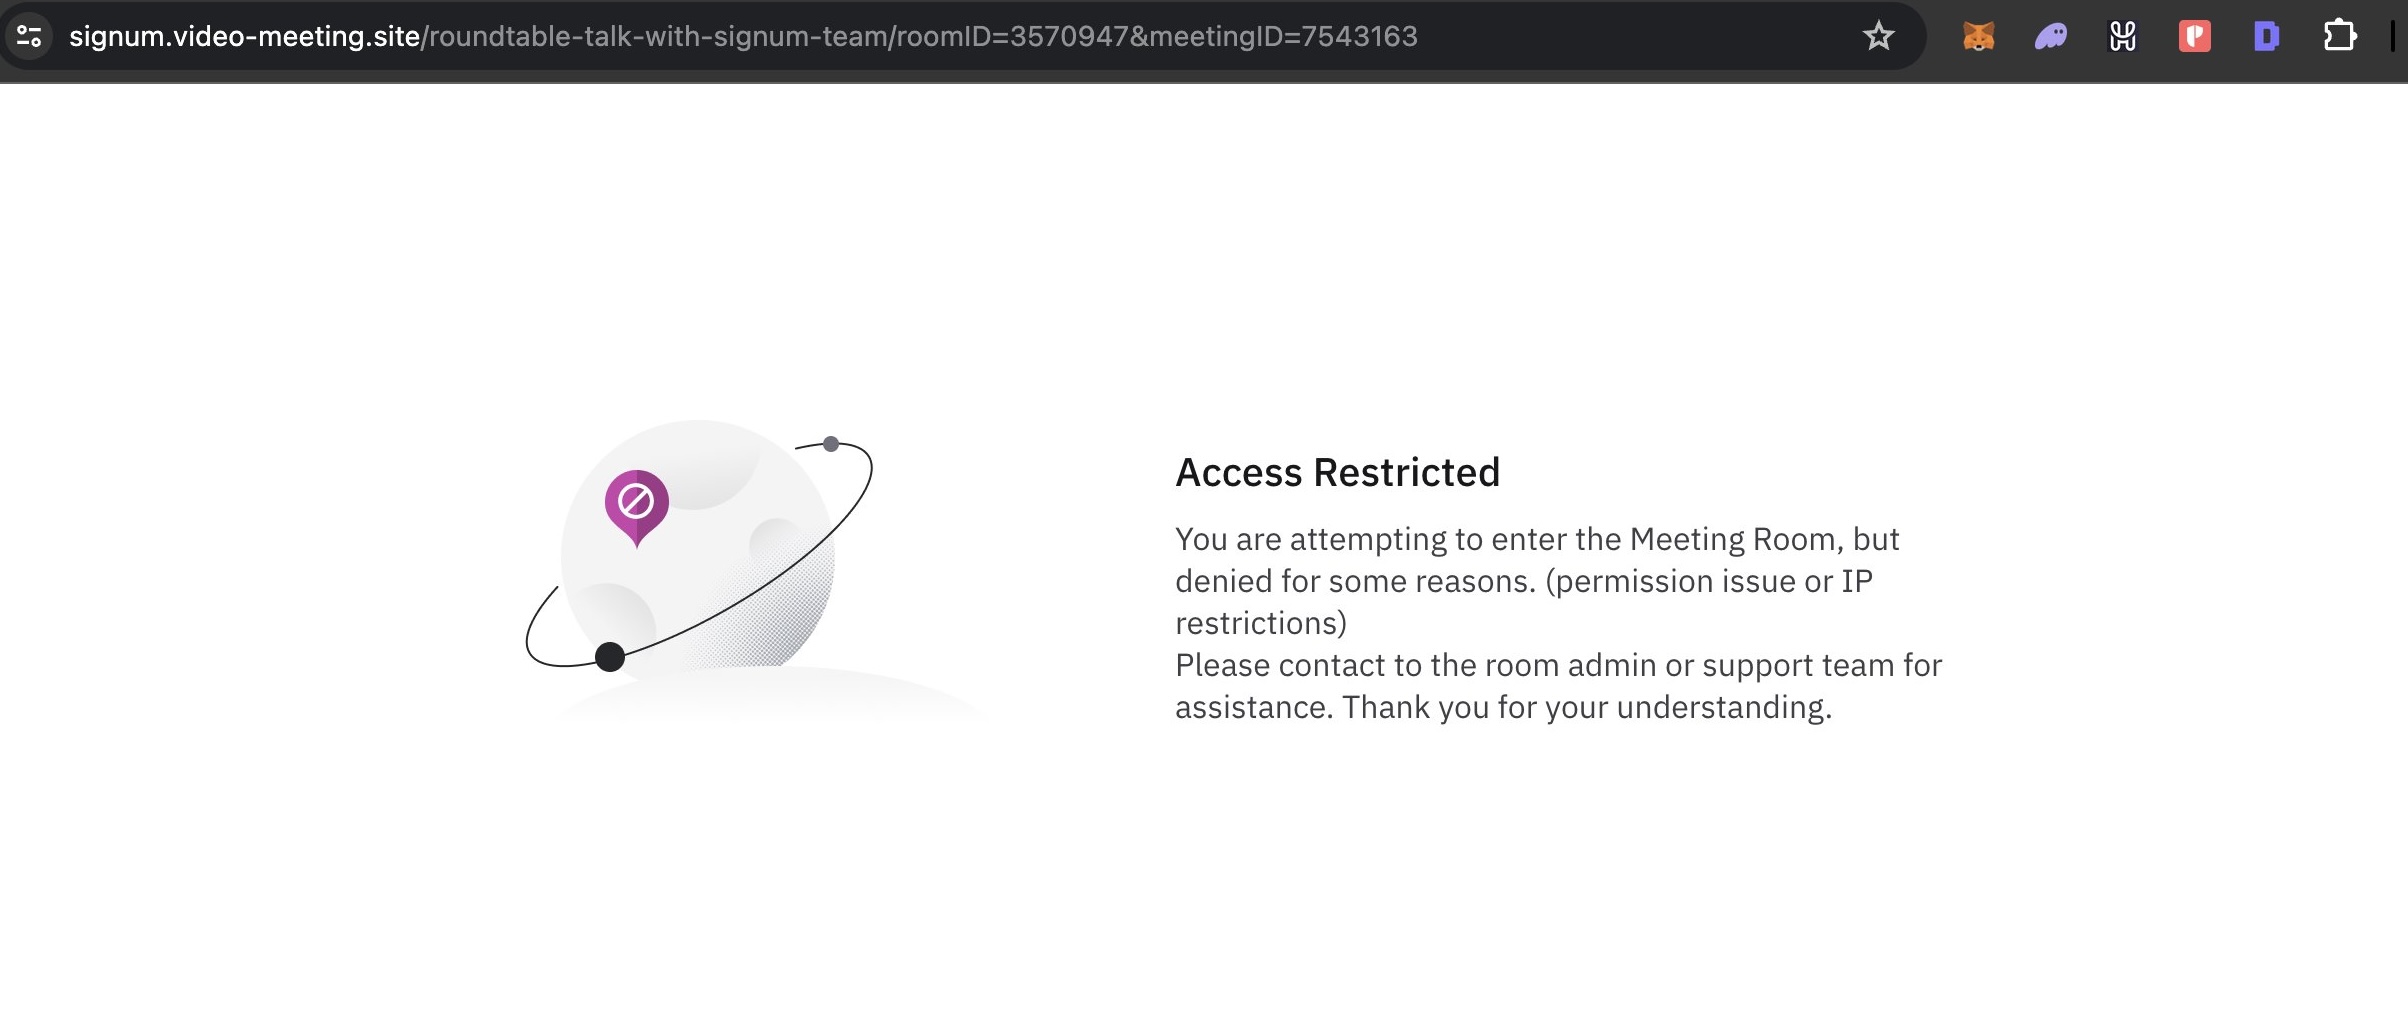 signum.video-meeting.site/roundtable-talk-with-signum-team/roomID=3570947&meetingID=7543163
Access Restricted
You are attempting to enter the Meeting Room, but
denied for some reasons. (permission issue or IP
restrictions)
Please contact to the room admin or support team for
assistance. Thank you for your understanding.